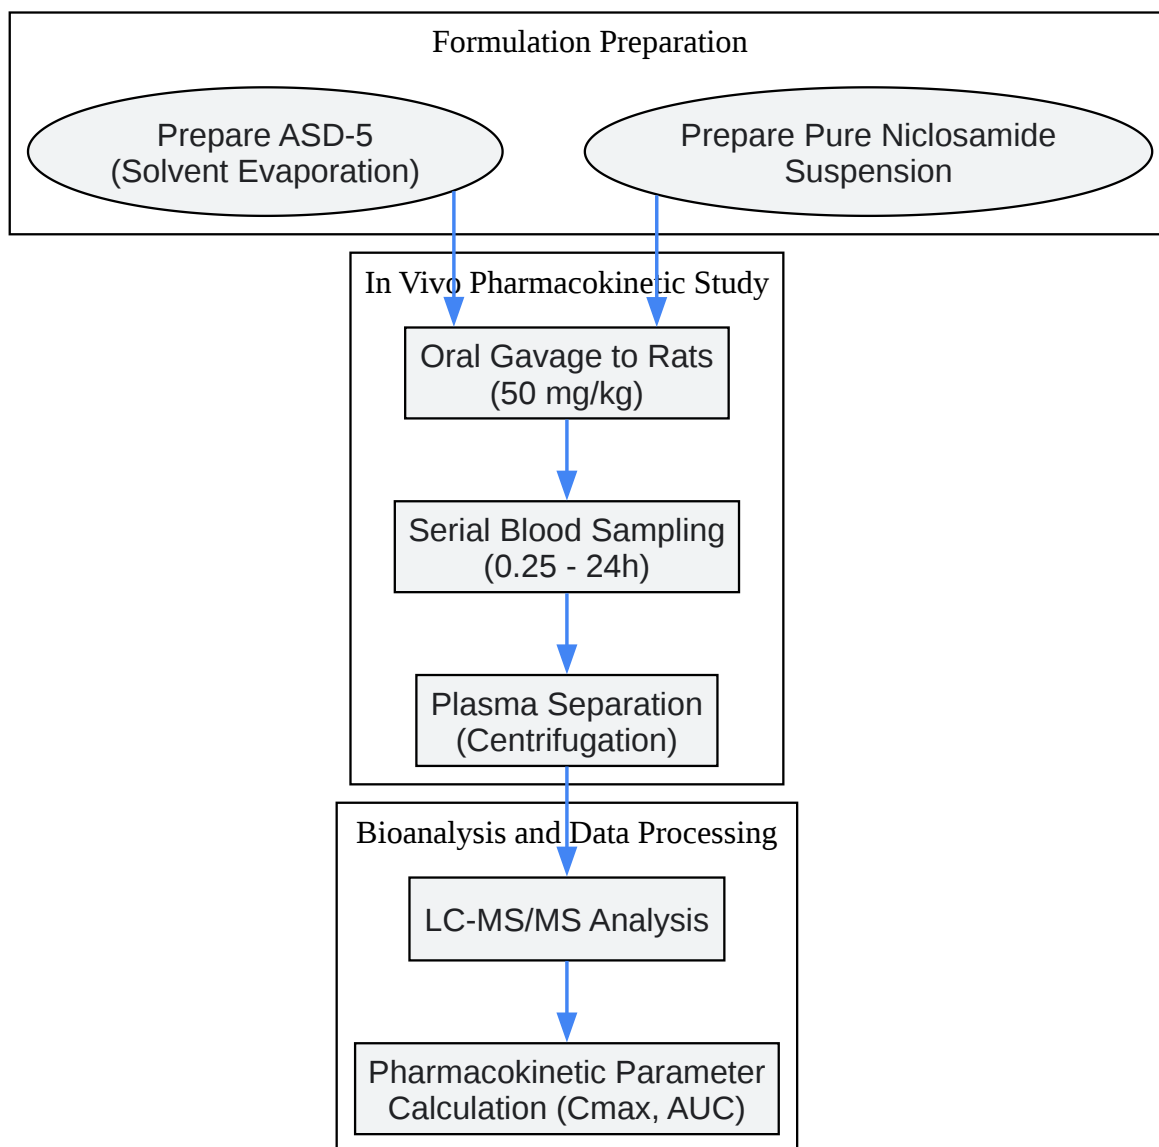 Formulation Preparation
Prepare ASD-5
(Solvent Evaporation)
Prepare Pure Niclosamide
Suspension
In Vivo Pharmacokinetic Study
Oral Gavage to Rats
(50 mg/kg)
Serial Blood Sampling
(0.25 - 24h)
Plasma Separation
(Centrifugation)
Bioanalysis and Data Processing
LC-MS/MS Analysis
Pharmacokinetic Parameter
Calculation (Cmax, AUC)